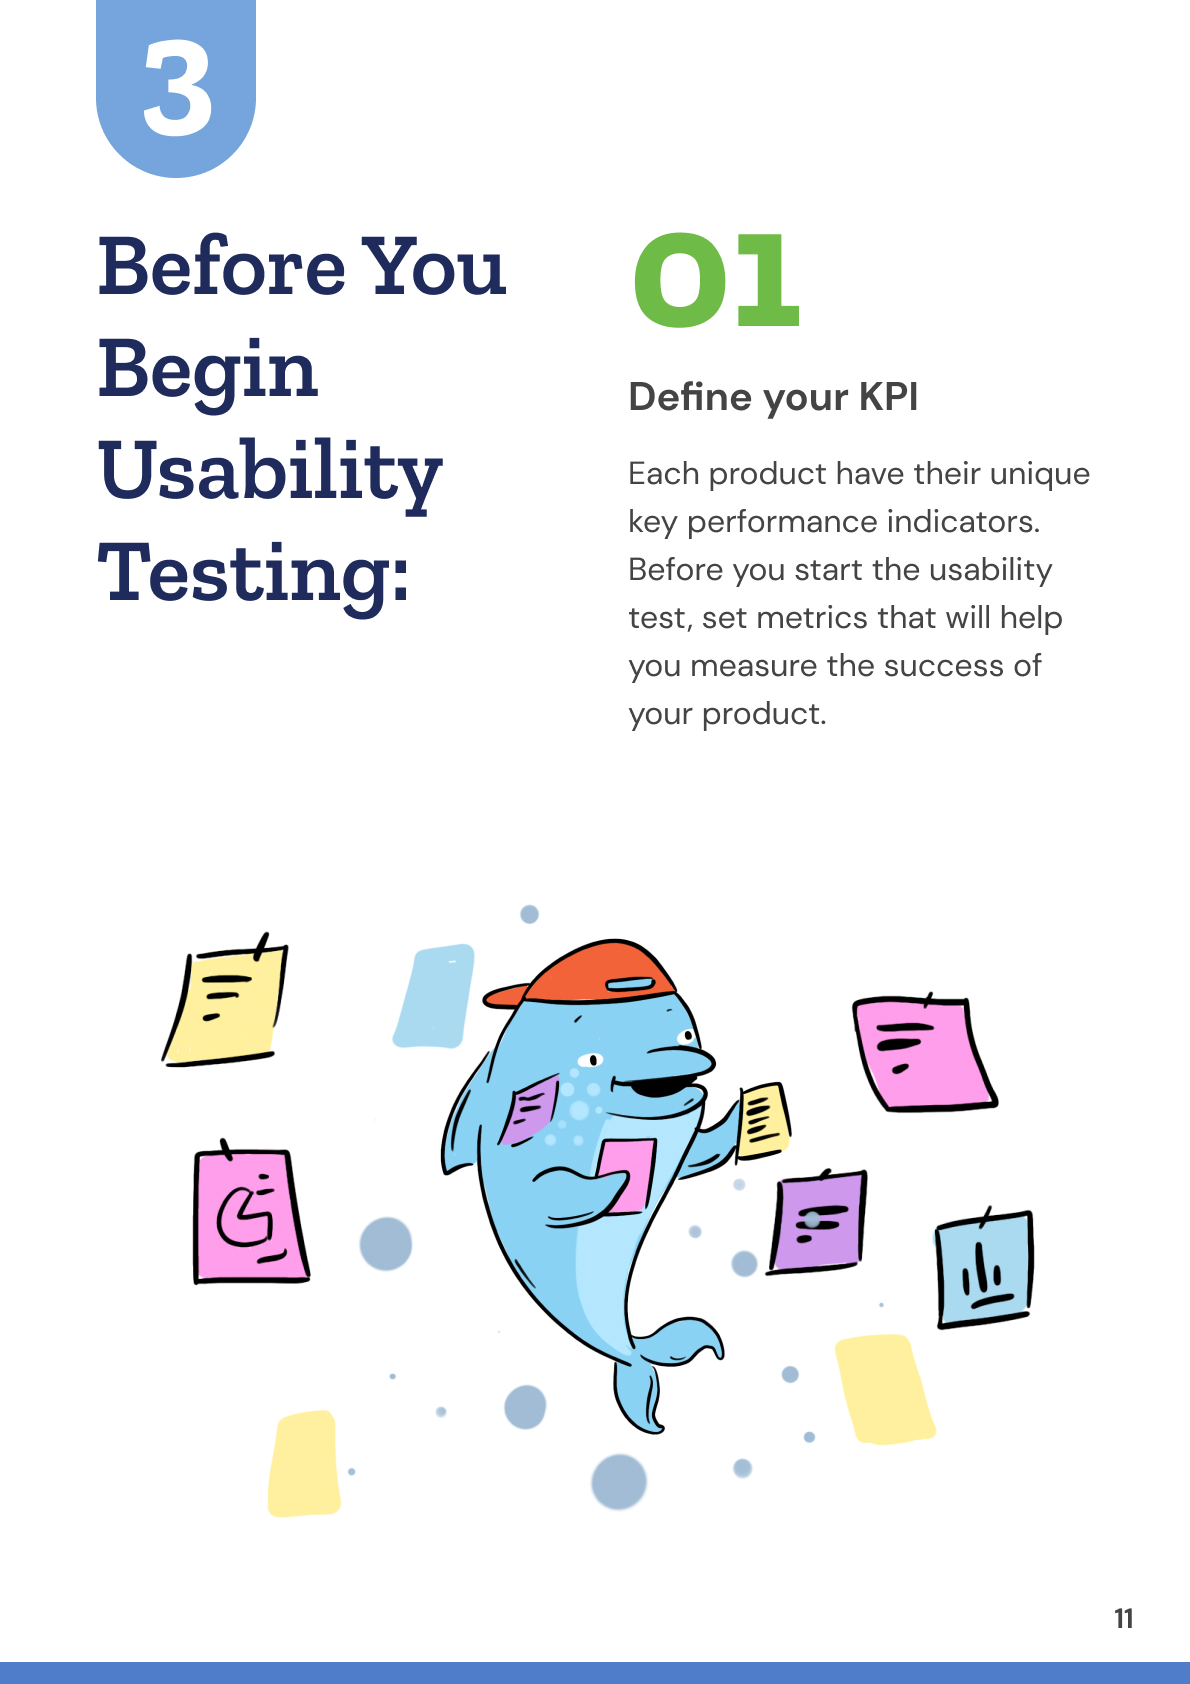 3
Before You
Begin
Usability
Testing:
01
Define your KPI
Each product have their unique
key performance indicators.
Before you start the usability
test, set metrics that will help
you measure the success of
your product.
11